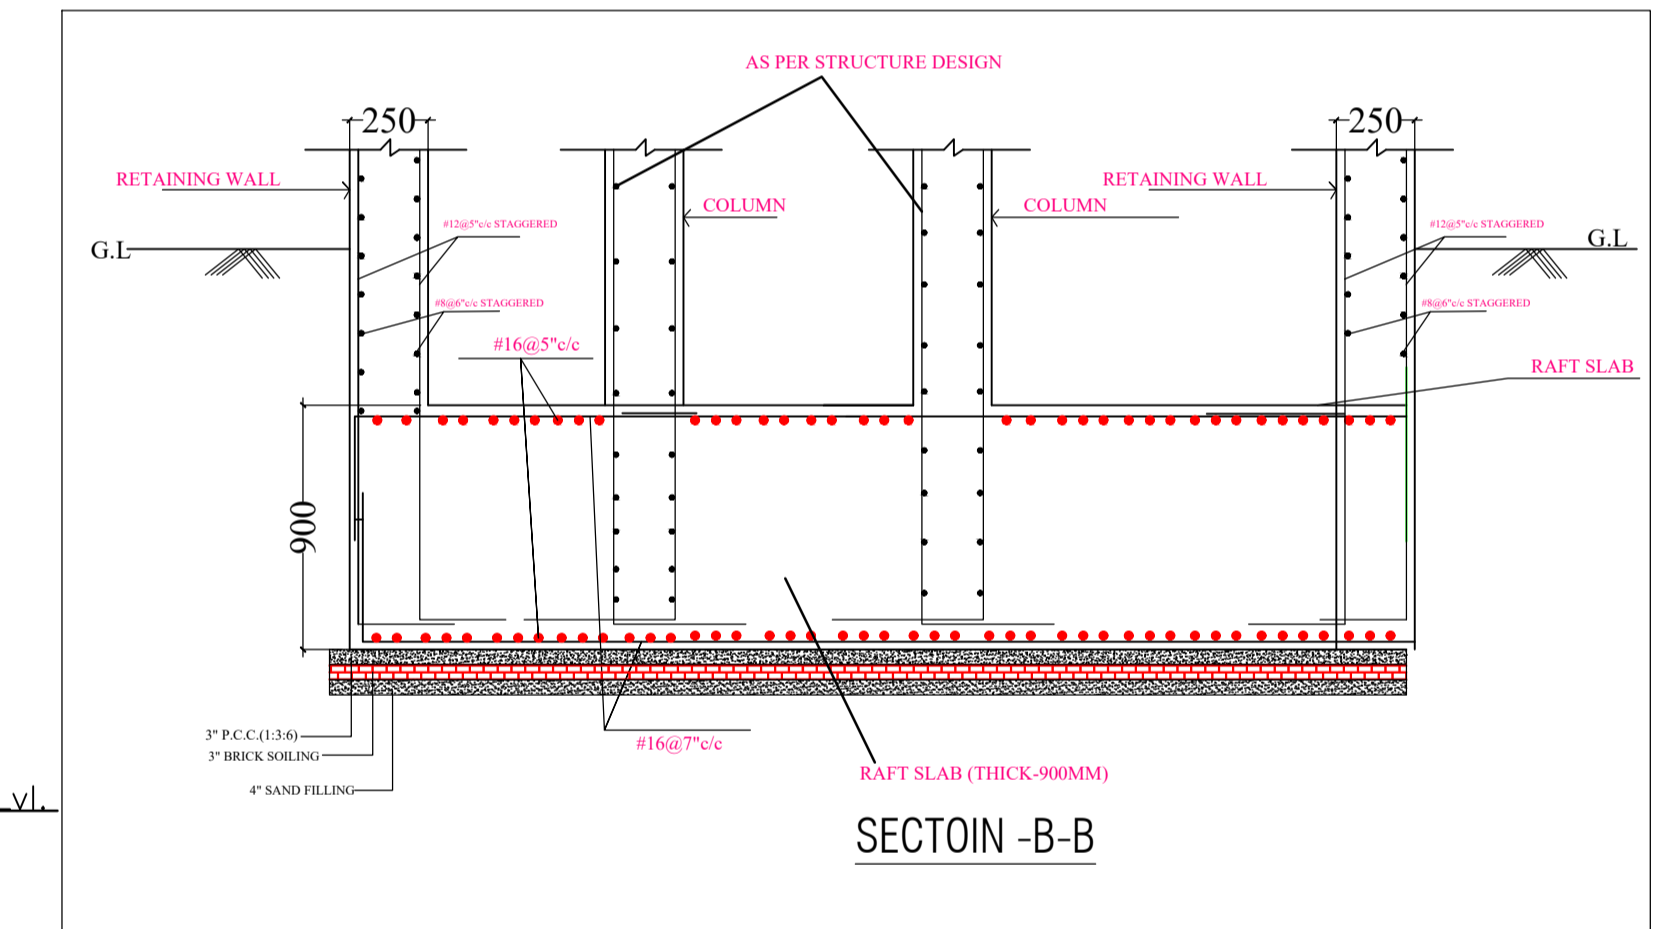 AS PER STRUCTURE DESIGN
250
250
RETAINING WALL
RETAINING WALL
COLUMN
COLUMN
#12@5"c/c STAGGERED
#12@5"c/c STAGGERED
G.L
G.L
#8@6"c/c STAGGERED
#8@6"c/c STAGGERED
#16@5"c/c
RAFT SLAB
900
3" P.C.C.(1:3:6)
#16@7"c/c
3" BRICK SOILING
RAFT SLAB (THICK-900MM)
4" SAND FILLING
vl.
SECTOIN -B-B